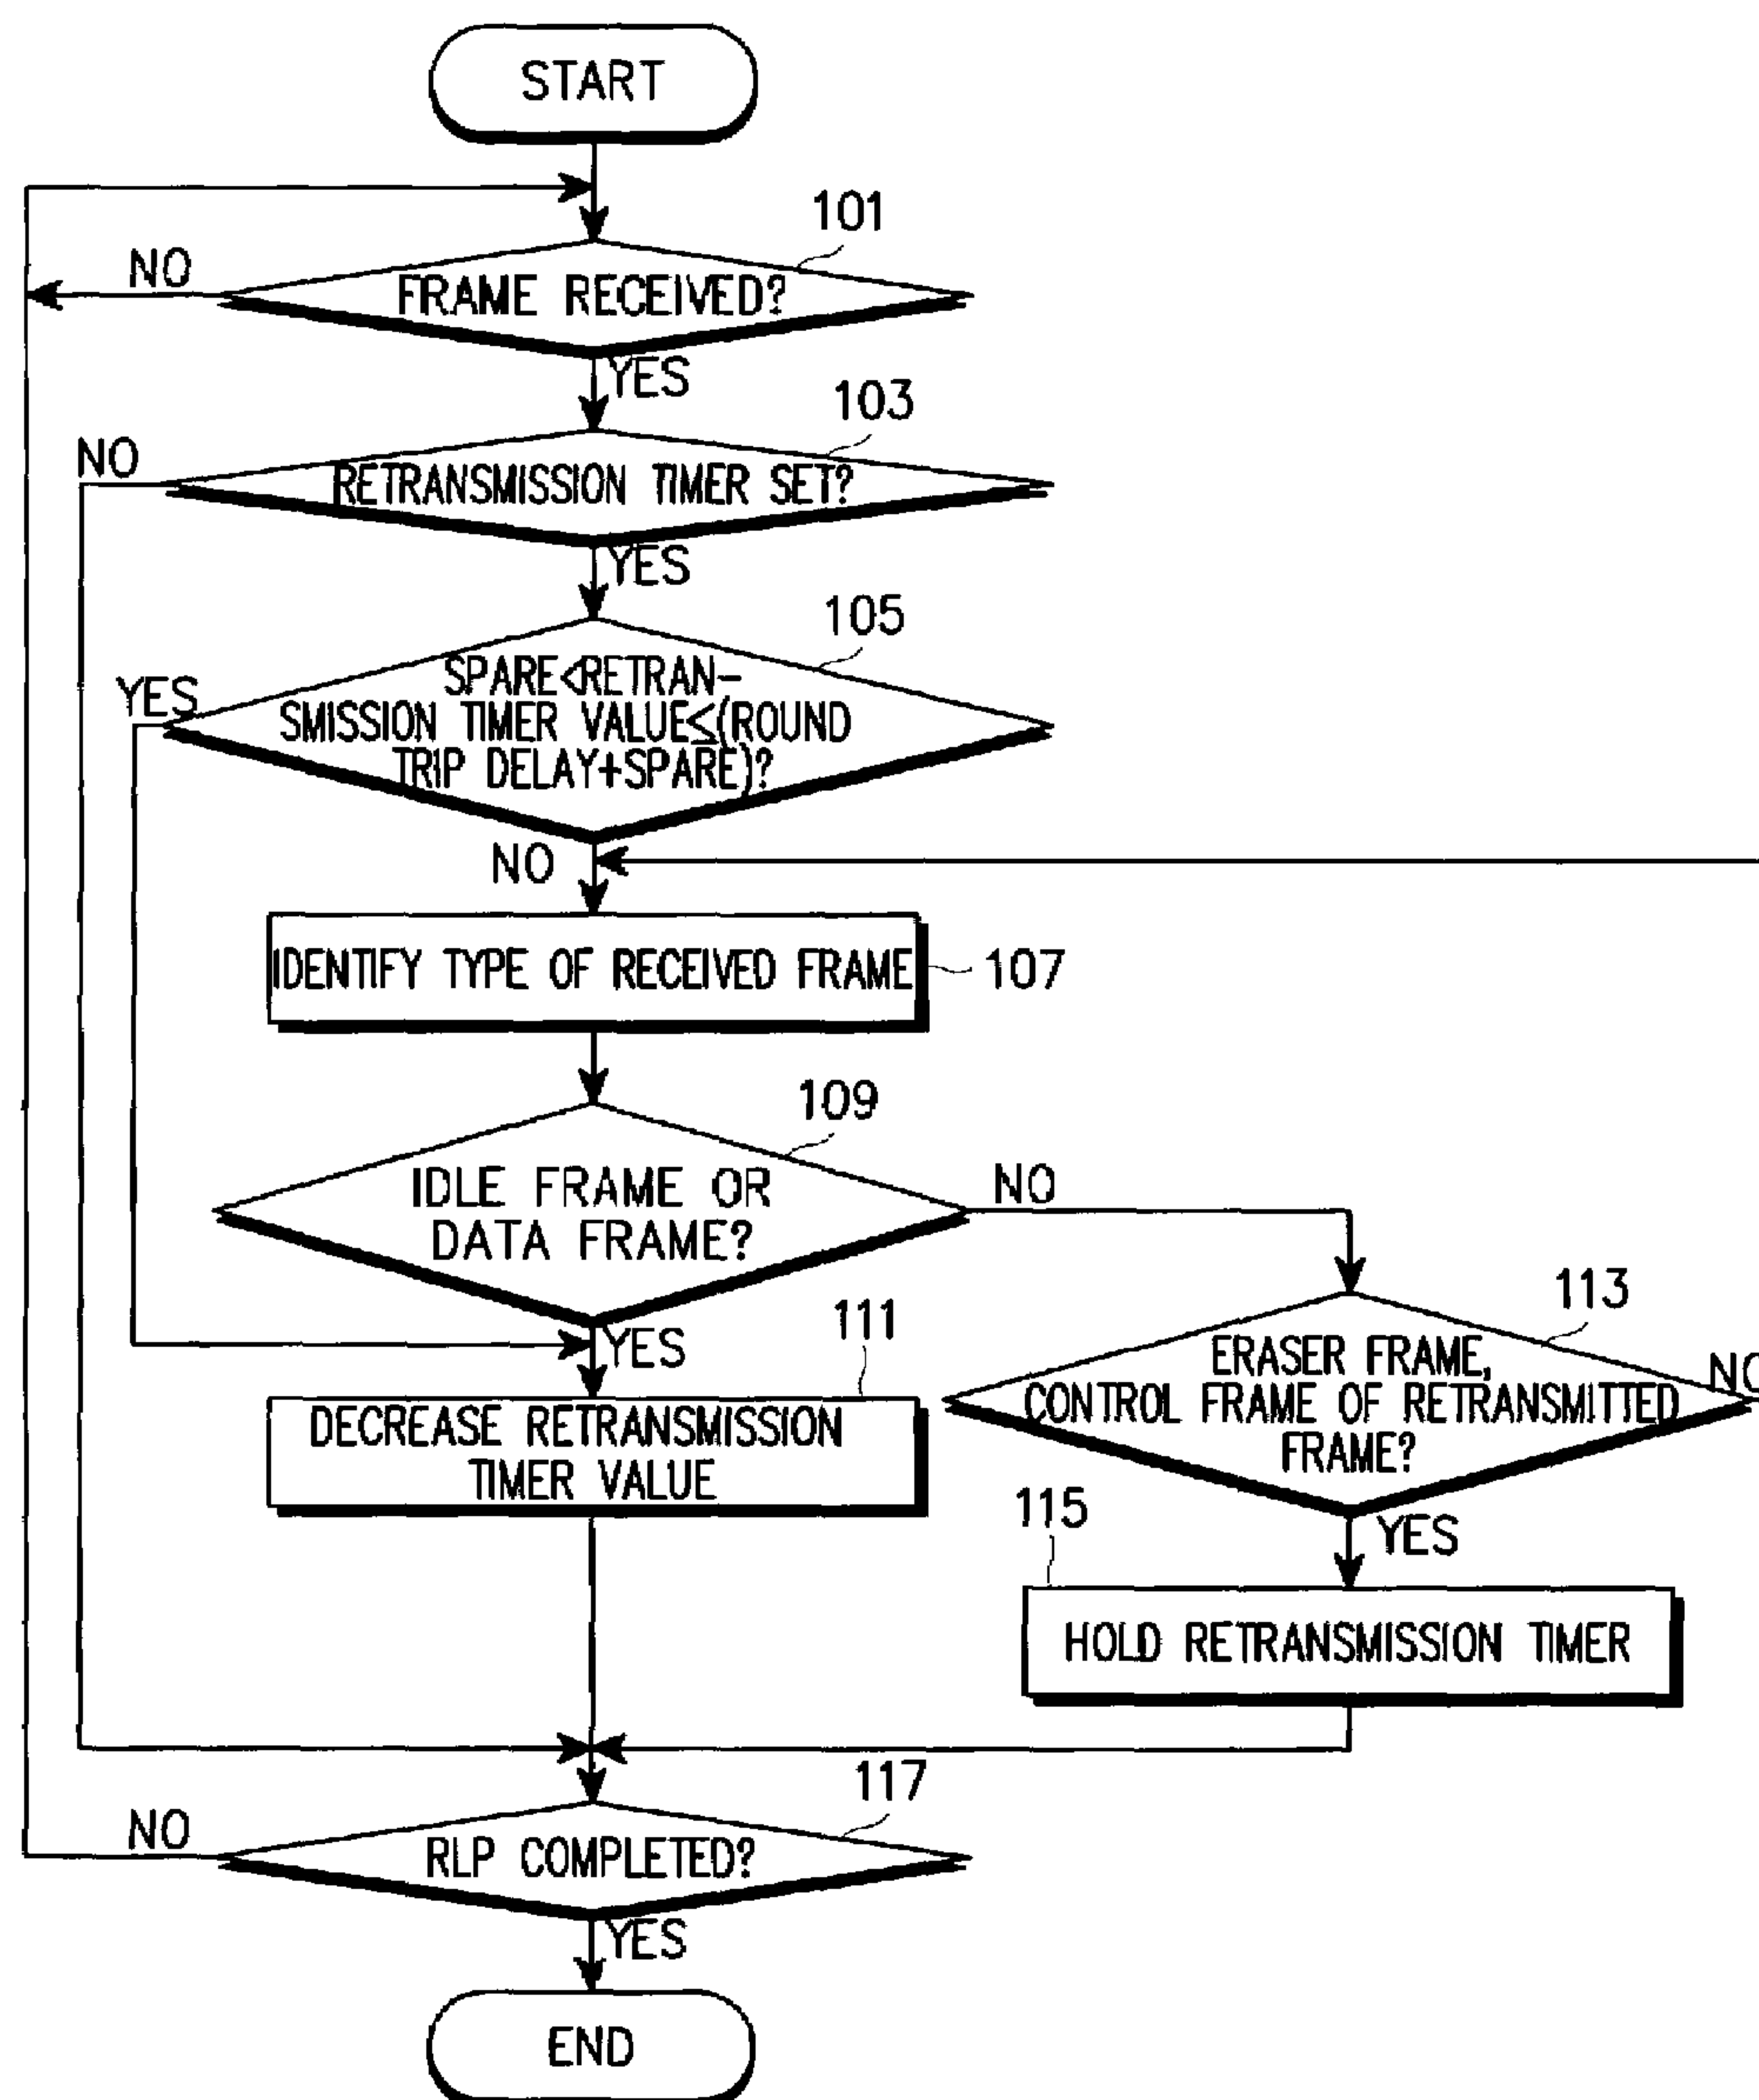 START
101
NO
FRAME RECEIVED?
YES
103
NO
RETRANSMISSION TIMER SET?
YES
105
YES
SPARE<RETRAN-
SMISSION TIMER VALUE≤(ROUND
TRIP DELAY+SPARE)?
NO
IDENTIFY TYPE OF RECEIVED FRAME
107
109
IDLE FRAME OR
DATA FRAME?
NO
YES
111
DECREASE RETRANSMISSION
TIMER VALUE
113
ERASER FRAME,
CONTROL FRAME OF RETRANSMITTED
FRAME?
NO
YES
115
HOLD RETRANSMISSION TIMER
117
NO
RLP COMPLETED?
YES
END